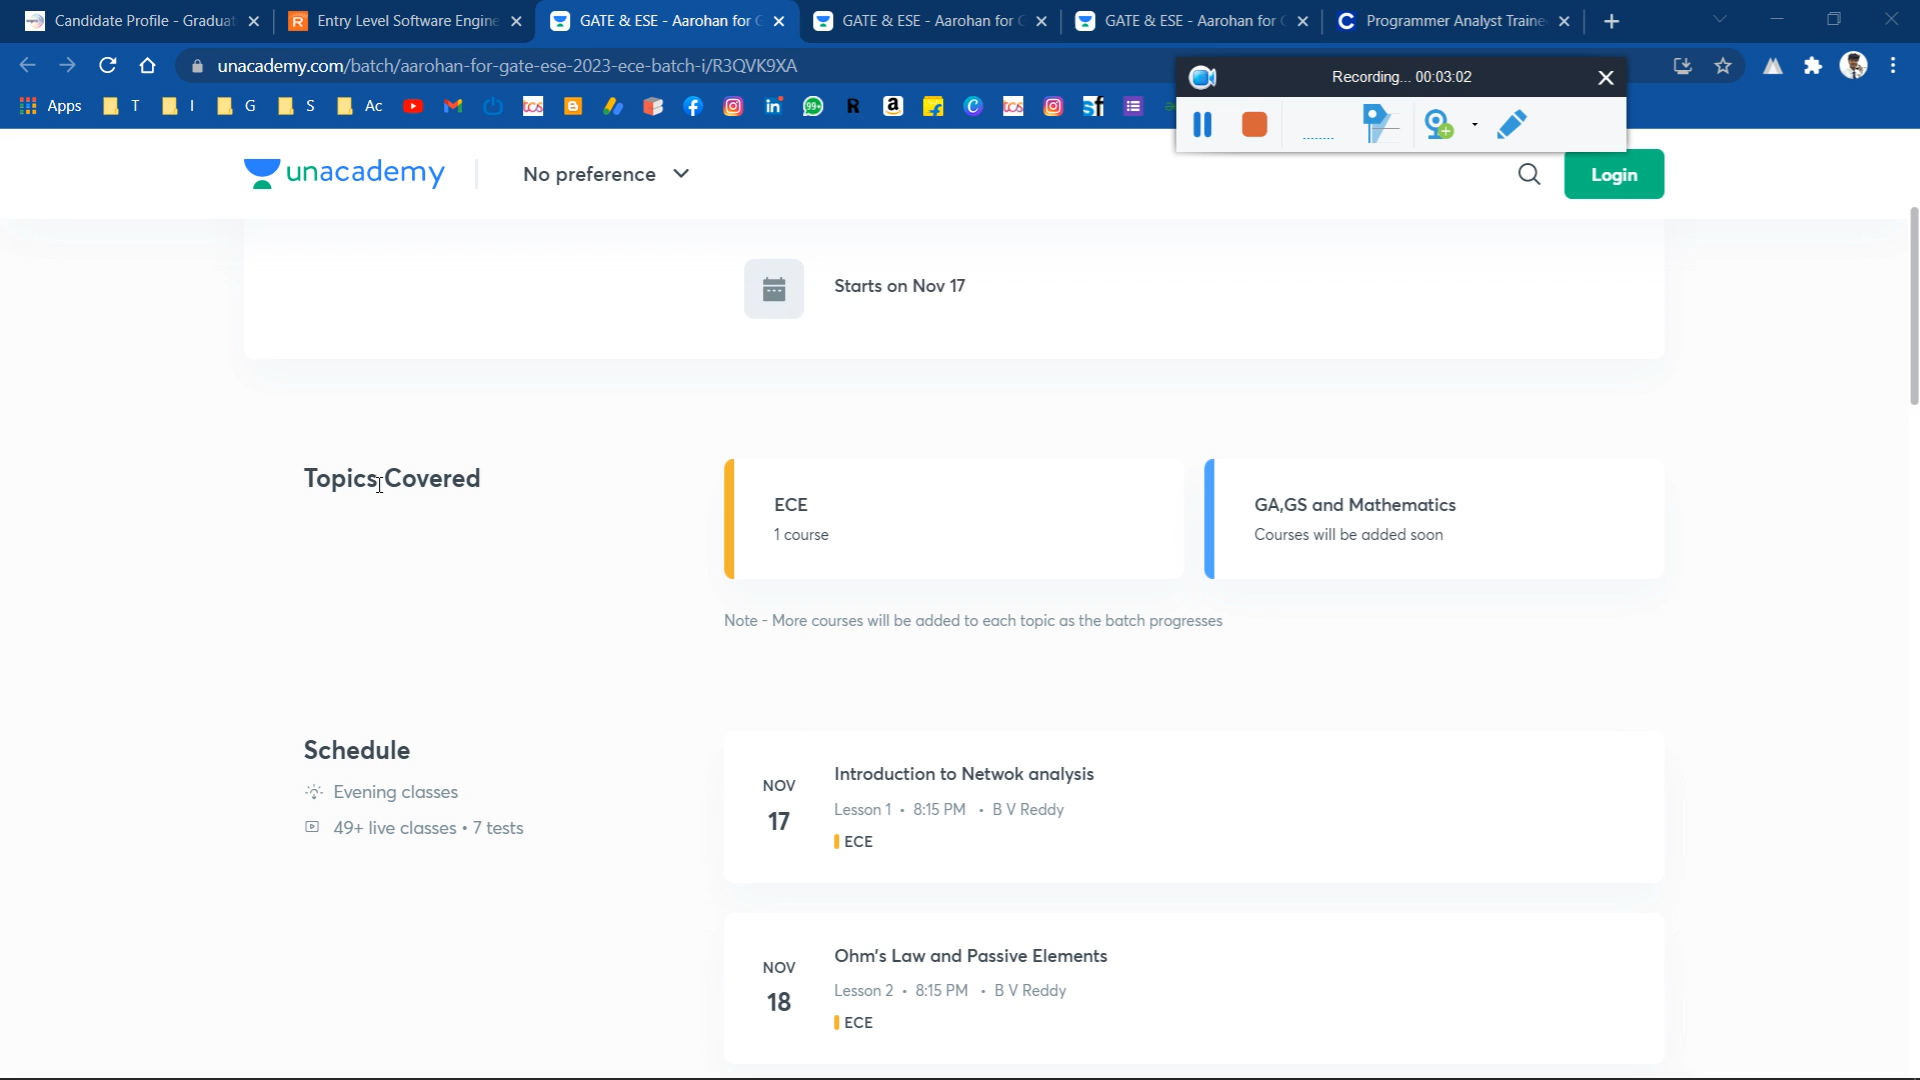 Candidate Profile - Graduat
Entry Level Software Engine
GATE & ESE - Aarohan for G
GATE & ESE - Aarohan for G
GATE & ESE - Aarohan for G
Programmer Analyst Traine
unacademy.com/batch/aarohan-for-gate-ese-2023-ece-batch-i/R3QVK9XA
Recording... 00:03:02
Apps T I G S Ac
unacademy
No preference
Login
Starts on Nov 17
Topics Covered
ECE
1 course
GA,GS and Mathematics
Courses will be added soon
Note - More courses will be added to each topic as the batch progresses
Schedule
Evening classes
49+ live classes • 7 tests
NOV
17
Introduction to Netwok analysis
Lesson 1 • 8:15 PM • B V Reddy
ECE
NOV
18
Ohm's Law and Passive Elements
Lesson 2 • 8:15 PM • B V Reddy
ECE